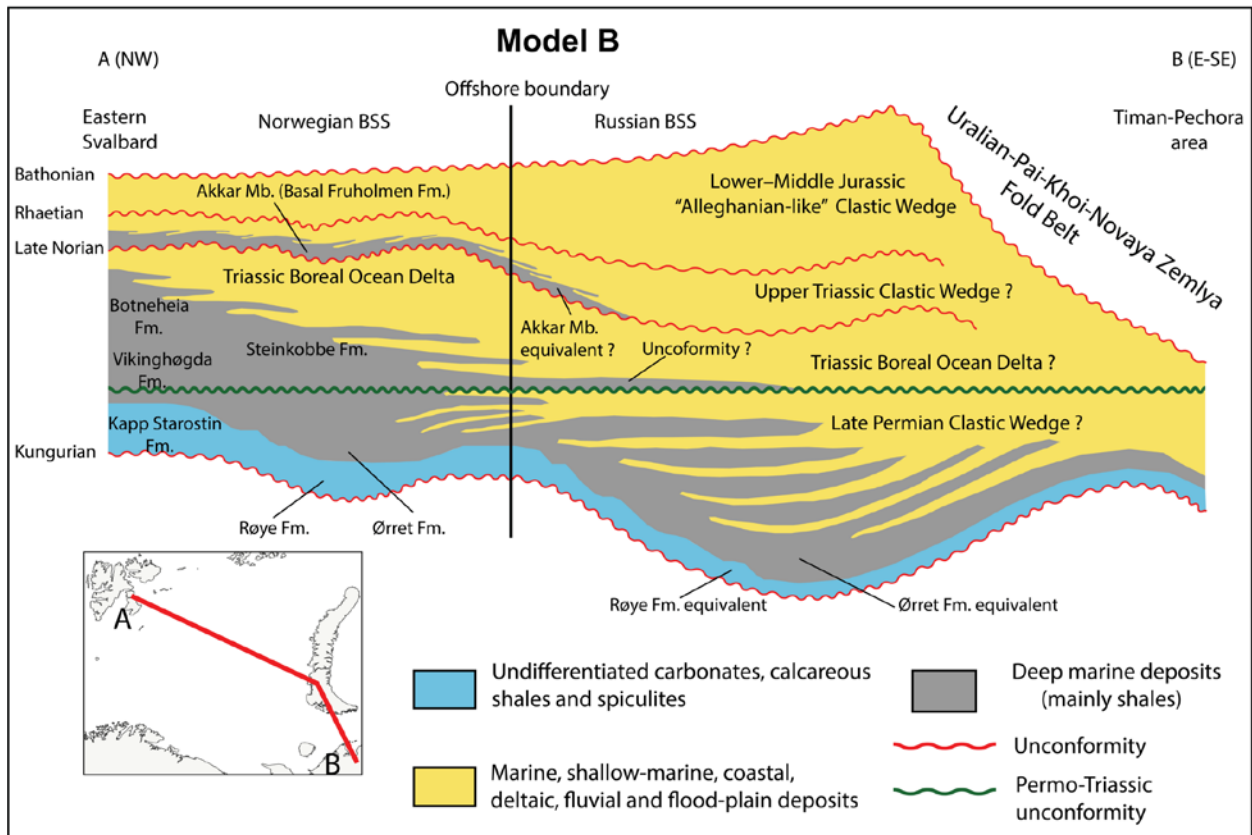 Model B
A (NW)
B (E-SE)
Offshore boundary
Eastern
Svalbard
Norwegian BSS
Russian BSS
Uralian-Pai-Khoi-Novaya Zemlya
Fold Belt
Timan-Pechora
area
Bathonian
Rhaetian
Late Norian
Kungurian
Akkar Mb. (Basal Fruholmen Fm.)
Lower–Middle Jurassic
"Alleghanian-like" Clastic Wedge
Triassic Boreal Ocean Delta
Upper Triassic Clastic Wedge ?
Botneheia
Fm.
Steinkobbe Fm.
Akkar Mb.
equivalent ?
Uncoformity ?
Vikinghøgda
Fm.
Triassic Boreal Ocean Delta ?
Kapp Starostin
Fm.
Late Permian Clastic Wedge ?
Røye Fm.
Ørret Fm.
Røye Fm. equivalent
Ørret Fm. equivalent
A
B
Undifferentiated carbonates, calcareous
shales and spiculites
Marine, shallow-marine, coastal,
deltaic, fluvial and flood-plain deposits
Deep marine deposits
(mainly shales)
Unconformity
Permo-Triassic
unconformity